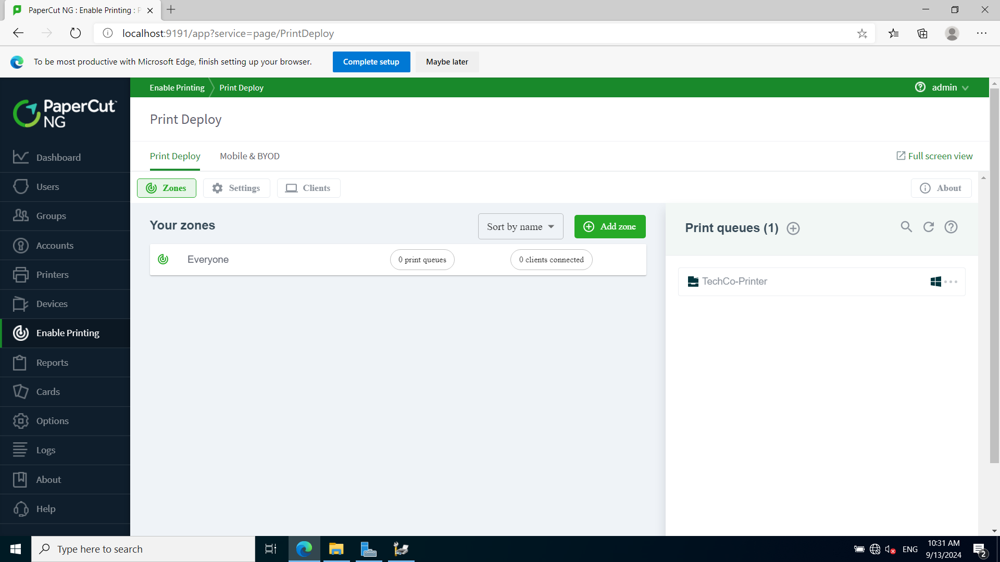 PaperCut NG : Enable Printing : P
localhost:9191/app?service=page/PrintDeploy
To be most productive with Microsoft Edge, finish setting up your browser.
Complete setup
Maybe later
Enable Printing
Print Deploy
admin
PaperCut™
NG
Print Deploy
Dashboard
Users
Groups
Accounts
Printers
Devices
Enable Printing
Reports
Cards
Options
Logs
About
Help
Print Deploy
Mobile & BYOD
Full screen view
Zones
Settings
Clients
About
Your zones
Sort by name
Add zone
Everyone
0 print queues
0 clients connected
Print queues (1)
TechCo-Printer
Type here to search
ENG
10:31 AM
9/13/2024
2